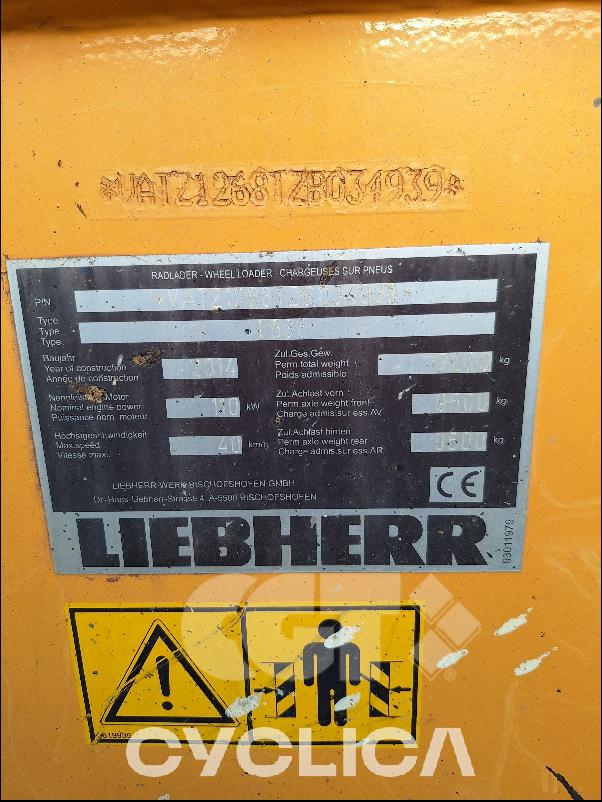 *VATZ1268TZB034939*
RADLADER - WHEEL LOADER - CHARGEUSES SUR PNEUS
P/N
Type
Type
Type
Baujahr
Year of construction
Année de construction
2014
Zul.Ges.Gew.
Perm.total weight
Poids admissible
kg
Nennleistung Motor
Nominal engine power
Puissance nom. moteur
kW
Zul.Achlast vorn
Perm.axle weight front
Charge admis.sur ess.AV
kg
Höchstgeschwindigkeit
Max.speed
Vitesse maxi.
40 km/h
Zul.Achfast hinten
Perm.axle weight rear
Charge admis.sur ess.AR
kg
LIEBHERR-WERK BISCHOFSHOFEN GMBH
Dr.-Hans-Liebherr-Strasse 4, A-5500 BISCHOFSHOFEN
CE
LIEBHERR
93011979
CYCLICA